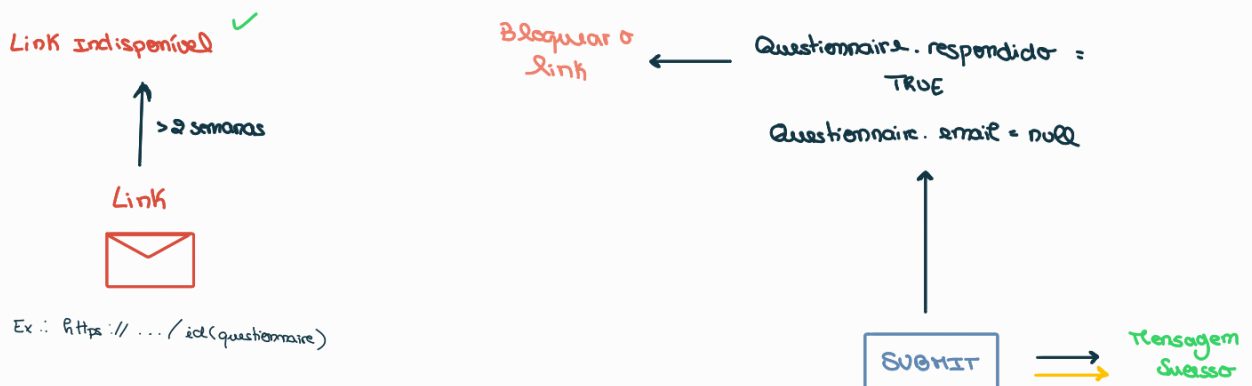 Link Indisponível
> 2 semanas
Link
Ex.: https://.../id(questionnaire)
Bloquear o
link
Questionnaire.respondido =
TRUE
Questionnaire.email = null
SUBMIT
Mensagem
Sucesso